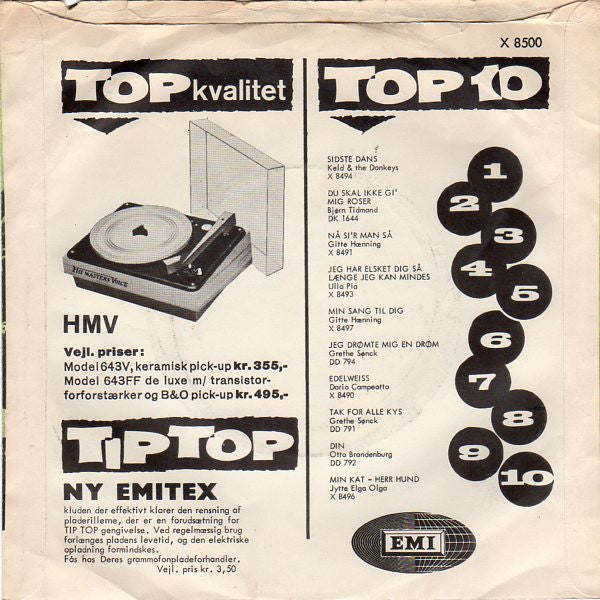 X 8500
TOP kvalitet
HIS MASTERS VOICE
HMV
Vejl. priser:
Model 643V, keramisk pick-up kr. 355,-
Model 643FF de luxe m/ transistor-
forforstærker og B&O pick-up kr. 495,-
TIP TOP
NY EMITEX
kluden der effektivt klarer den rensning af
pladerillerne, der er en forudsætning for
TIP TOP gengivelse. Ved regelmæssig brug
forlænges pladens levetid, og den elektriske
opladning formindskes.
Fås hos Deres grammofonpladeforhandler.
Vejl. pris kr. 3,50
TOP 10
SIDSTE DANS
Keld & the Donkeys
X 8494
DU SKAL IKKE GI'
MIG ROSER
Bjørn Tidmand
DK 1644
NÅ SI'R MAN SÅ
Gitte Hænning
X 8491
JEG HAR ELSKET DIG SÅ
LÆNGE JEG KAN MINDES
Ulla Pia
X 8493
MIN SANG TIL DIG
Gitte Hænning
X 8497
JEG DRØMTE MIG EN DRØM
Grethe Sønck
DD 794
EDELWEISS
Dario Campeotto
X 8490
TAK FOR ALLE KYS
Grethe Sønck
DD 791
DIN
Otto Brandenburg
DD 792
MIN KAT - HERR HUND
Jytte Elga Olga
X 8496
1
2
3
4
5
6
7
8
9
10
EMI